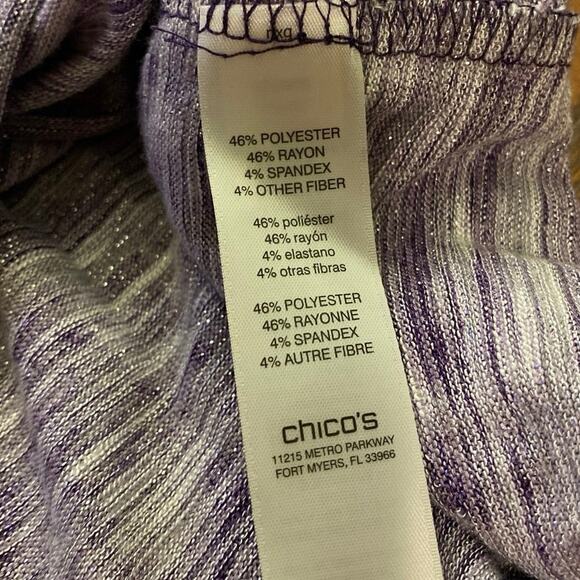 46% POLYESTER
46% RAYON
4% SPANDEX
4% OTHER FIBER
46% poliéster
46% rayón
4% elastano
4% otras fibras
46% POLYESTER
46% RAYONNE
4% SPANDEX
4% AUTRE FIBRE
chico's
11215 METRO PARKWAY
FORT MYERS, FL 33966